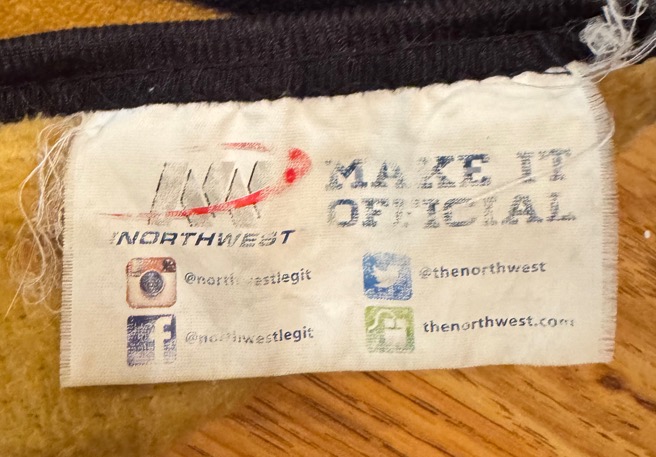 NORTHWEST
MAKE IT
OFFICIAL
@northwestlegit
@thenorthwest
f @northwestlegit
thenorthwest.com